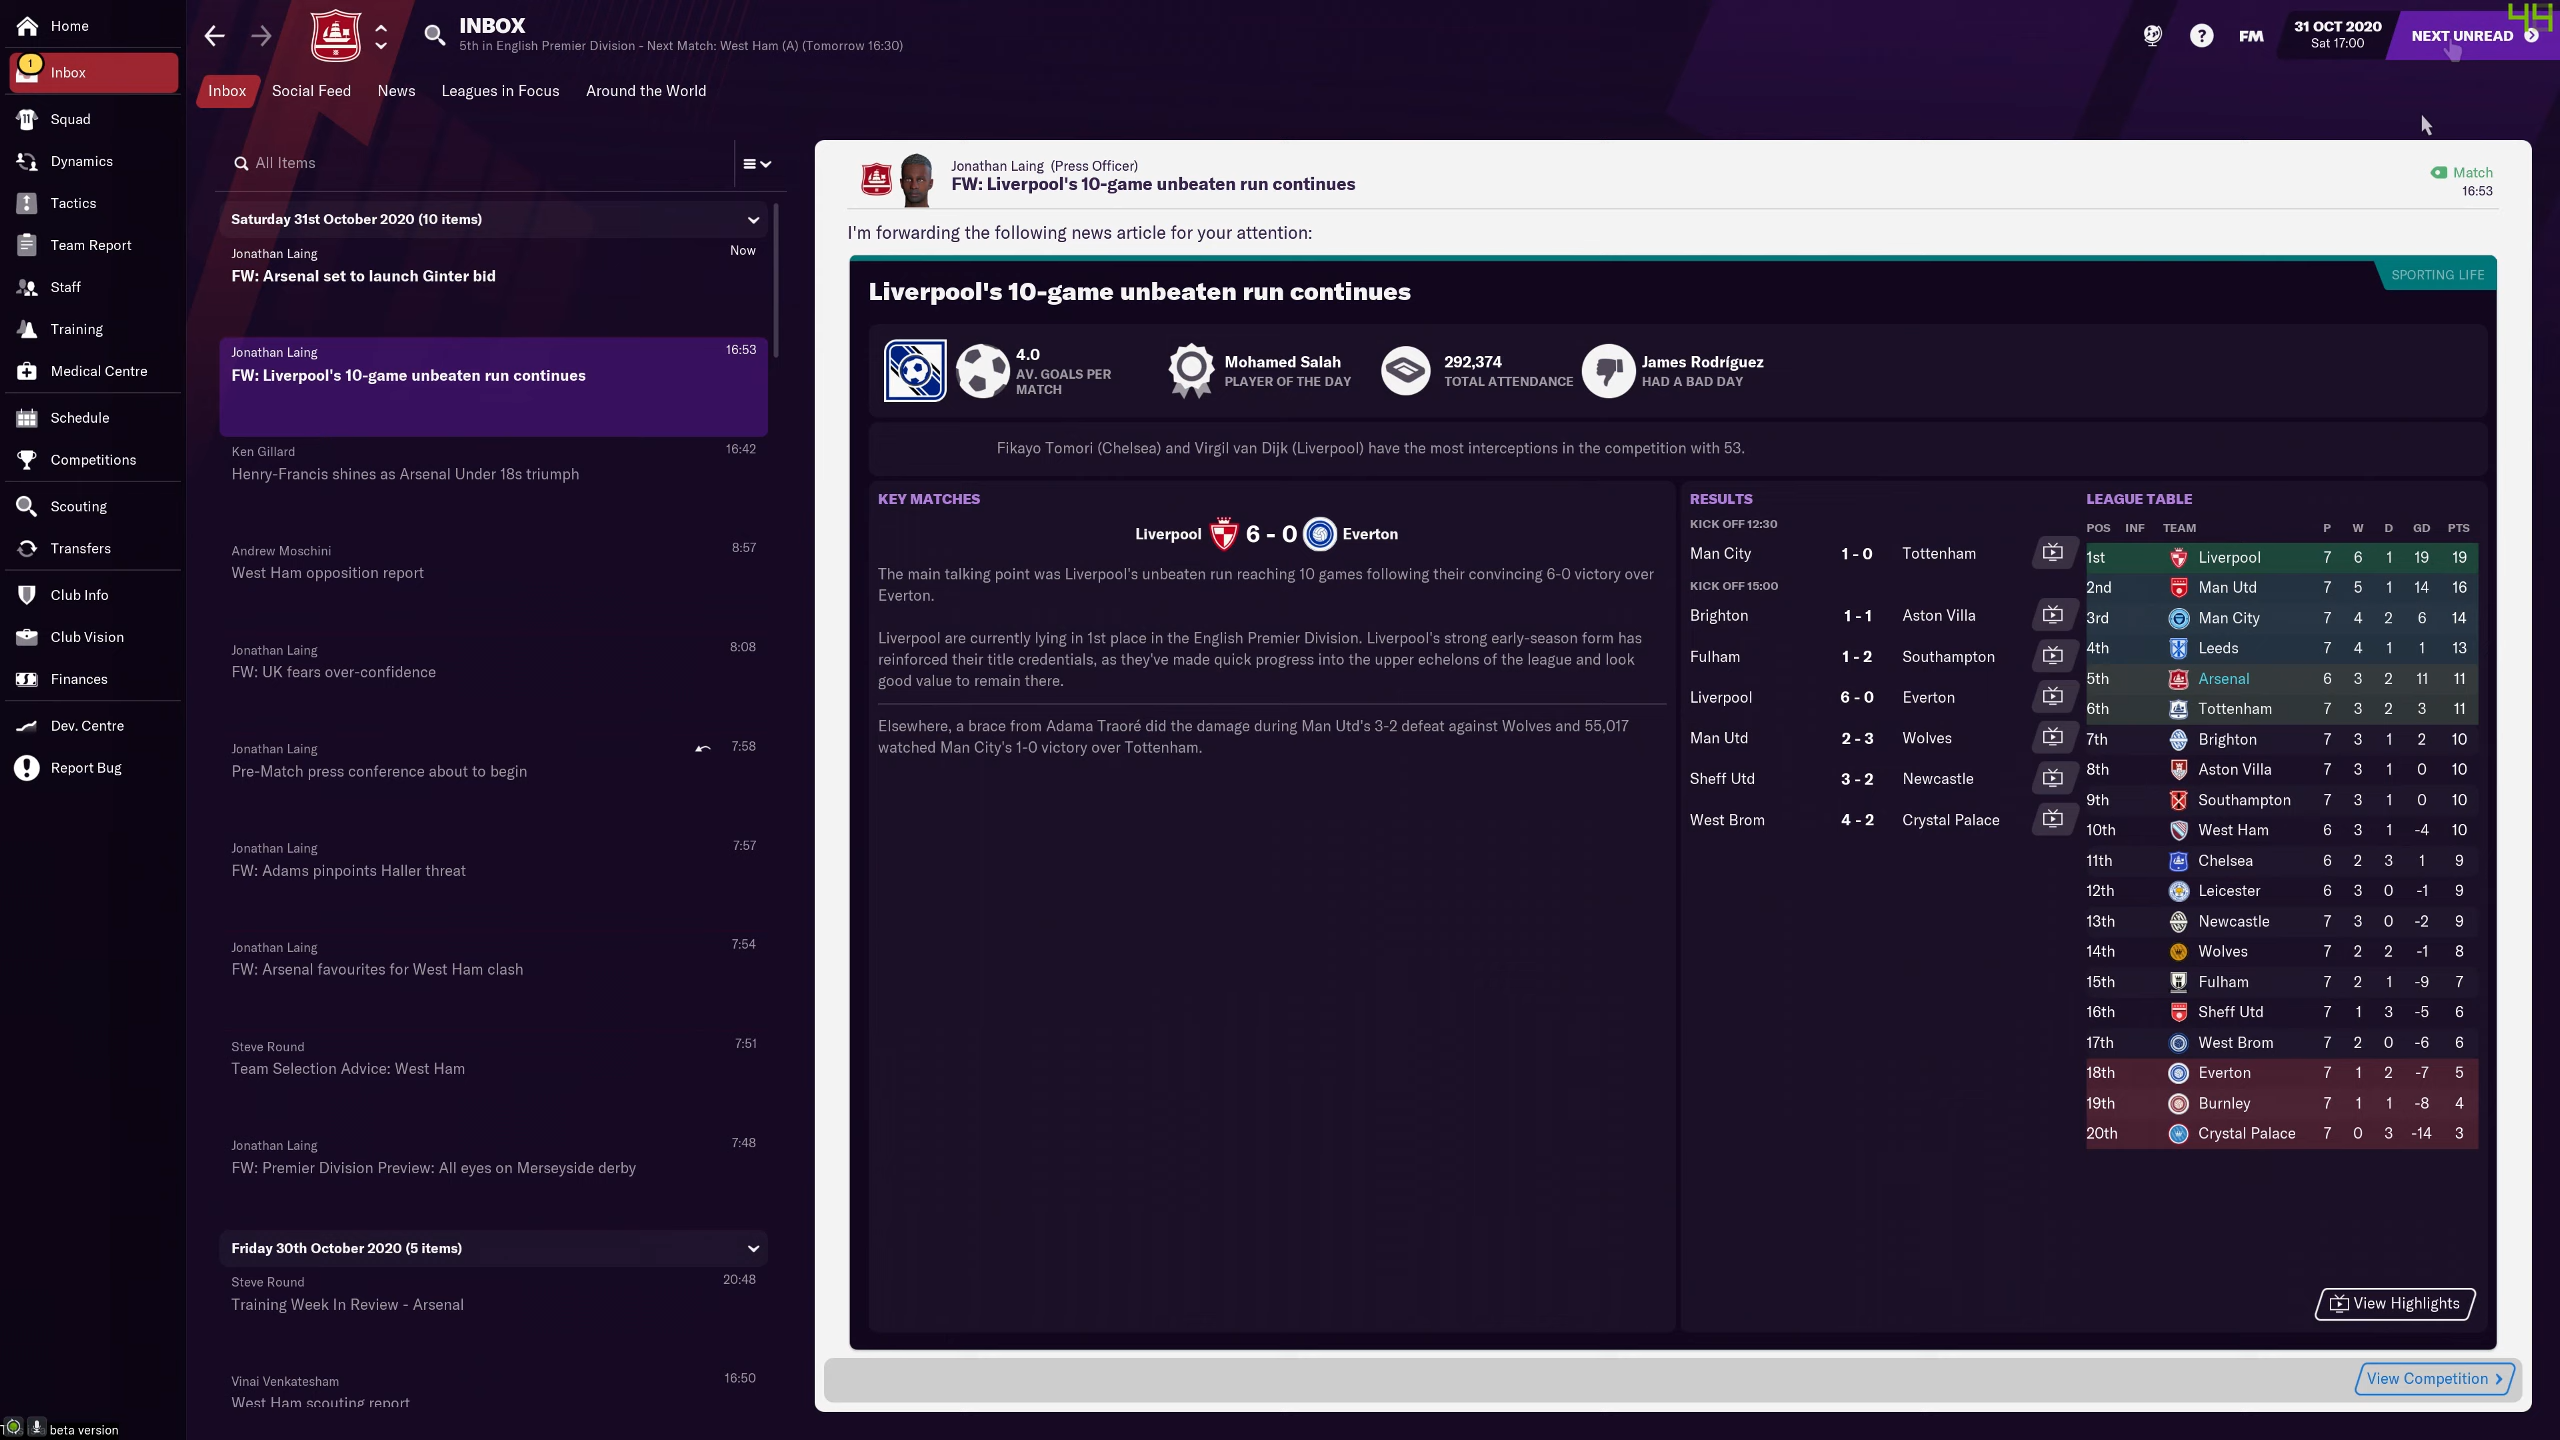 Home
1
Inbox
Squad
Dynamics
Tactics
Team Report
Staff
Training
Medical Centre
Schedule
Competitions
Scouting
Transfers
Club Info
Club Vision
Finances
Dev. Centre
Report Bug
beta version
INBOX
5th in English Premier Division - Next Match: West Ham (A) (Tomorrow 16:30)
FM
31 OCT 2020
Sat 17:00
NEXT UNREAD
Inbox Social Feed News Leagues in Focus Around the World
All Items
Saturday 31st October 2020 (10 items)
Jonathan Laing Now
FW: Arsenal set to launch Ginter bid
Jonathan Laing 16:53
FW: Liverpool's 10-game unbeaten run continues
Ken Gillard 16:42
Henry-Francis shines as Arsenal Under 18s triumph
Andrew Moschini 8:57
West Ham opposition report
Jonathan Laing 8:08
FW: UK fears over-confidence
Jonathan Laing 7:58
Pre-Match press conference about to begin
Jonathan Laing 7:57
FW: Adams pinpoints Haller threat
Jonathan Laing 7:54
FW: Arsenal favourites for West Ham clash
Steve Round 7:51
Team Selection Advice: West Ham
Jonathan Laing 7:48
FW: Premier Division Preview: All eyes on Merseyside derby
Friday 30th October 2020 (5 items)
Steve Round 20:48
Training Week In Review - Arsenal
Vinai Venkatesham 16:50
West Ham scouting report
Jonathan Laing (Press Officer)
FW: Liverpool's 10-game unbeaten run continues
Match
16:53
I'm forwarding the following news article for your attention:
SPORTING LIFE
Liverpool's 10-game unbeaten run continues
4.0
AV. GOALS PER
MATCH
Mohamed Salah
PLAYER OF THE DAY
292,374
TOTAL ATTENDANCE
James Rodríguez
HAD A BAD DAY
Fikayo Tomori (Chelsea) and Virgil van Dijk (Liverpool) have the most interceptions in the competition with 53.
KEY MATCHES
Liverpool 6 - 0 Everton
The main talking point was Liverpool's unbeaten run reaching 10 games following their convincing 6-0 victory over
Everton.
Liverpool are currently lying in 1st place in the English Premier Division. Liverpool's strong early-season form has
reinforced their title credentials, as they've made quick progress into the upper echelons of the league and look
good value to remain there.
Elsewhere, a brace from Adama Traoré did the damage during Man Utd's 3-2 defeat against Wolves and 55,017
watched Man City's 1-0 victory over Tottenham.
RESULTS
KICK OFF 12:30
Man City 1 - 0 Tottenham
KICK OFF 15:00
Brighton 1 - 1 Aston Villa
Fulham 1 - 2 Southampton
Liverpool 6 - 0 Everton
Man Utd 2 - 3 Wolves
Sheff Utd 3 - 2 Newcastle
West Brom 4 - 2 Crystal Palace
LEAGUE TABLE
POS INF TEAM P W D GD PTS
1st Liverpool 7 6 1 19 19
2nd Man Utd 7 5 1 14 16
3rd Man City 7 4 2 6 14
4th Leeds 7 4 1 1 13
5th Arsenal 6 3 2 11 11
6th Tottenham 7 3 2 3 11
7th Brighton 7 3 1 2 10
8th Aston Villa 7 3 1 0 10
9th Southampton 7 3 1 0 10
10th West Ham 6 3 1 -4 10
11th Chelsea 6 2 3 1 9
12th Leicester 6 3 0 -1 9
13th Newcastle 7 3 0 -2 9
14th Wolves 7 2 2 -1 8
15th Fulham 7 2 1 -9 7
16th Sheff Utd 7 1 3 -5 6
17th West Brom 7 2 0 -6 6
18th Everton 7 1 2 -7 5
19th Burnley 7 1 1 -8 4
20th Crystal Palace 7 0 3 -14 3
View Highlights
View Competition